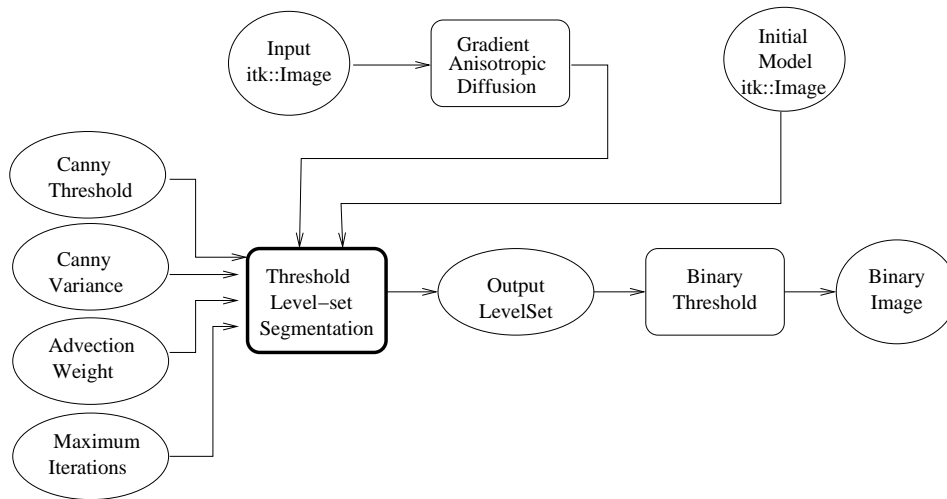 Input
itk::Image
Gradient
Anisotropic
Diffusion
Initial
Model
itk::Image
Canny
Threshold
Canny
Variance
Advection
Weight
Maximum
Iterations
Threshold
Level−set
Segmentation
Output
LevelSet
Binary
Threshold
Binary
Image